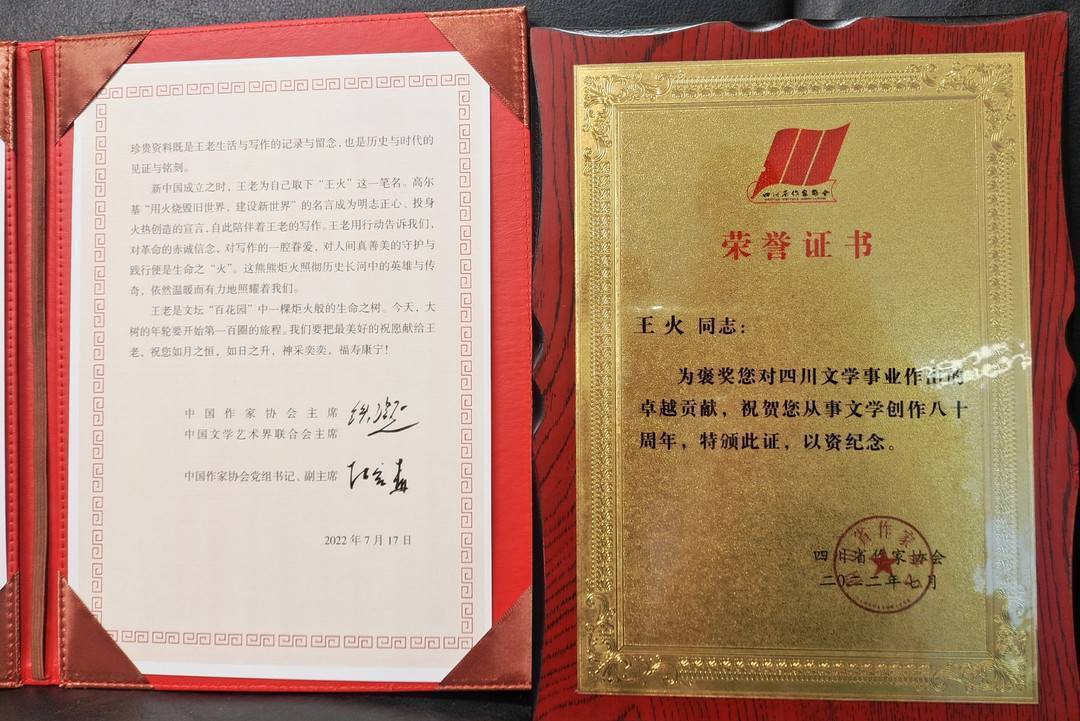 珍贵资料既是王老生活与写作的记录与留念，也是历史与时代的
见证与铭刻。
新中国成立之时，王老为自己取下“王火”这一笔名。高尔
基“用火烧毁旧世界，建设新世界”的名言成为明志正心、投身
火热创造的宣言，自此陪伴着王老的写作。王老用行动告诉我们，
对革命的赤诚信念，对写作的一腔眷爱，对人间真善美的守护与
践行便是生命之“火”。这熊熊炬火照彻历史长河中的英雄与传
奇，依然温暖而有力地照耀着我们。
王老是文坛“百花园”中一棵炬火般的生命之树。今天，大
树的年轮要开始第一百圈的旅程。我们要把最美好的祝愿献给王
老，祝您如月之恒，如日之升，神采奕奕，福寿康宁！
中国作家协会主席
中国文学艺术界联合会主席
铁凝
中国作家协会党组书记、副主席
张宏森
2022年7月17日
四川省作家协会
荣誉证书
王火 同志：
为褒奖您对四川文学事业作出的
卓越贡献，祝贺您从事文学创作八十
周年，特颁此证，以资纪念。
四川省作家协会
二〇二二年七月